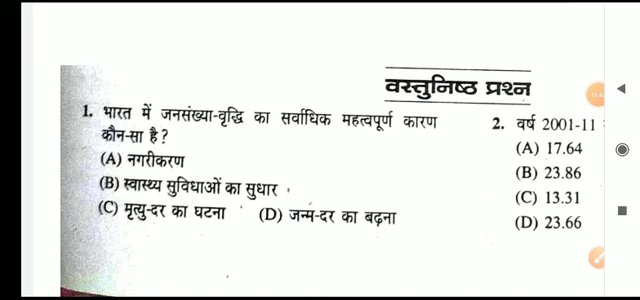 वस्तुनिष्ठ प्रश्न
1. भारत में जनसंख्या-वृद्धि का सर्वाधिक महत्वपूर्ण कारण
कौन-सा है?
(A) नगरीकरण
(B) स्वास्थ्य सुविधाओं का सुधार
(C) मृत्यु-दर का घटना (D) जन्म-दर का बढ़ना
2. वर्ष 2001-11
(A) 17.64
(B) 23.86
(C) 13.31
(D) 23.66